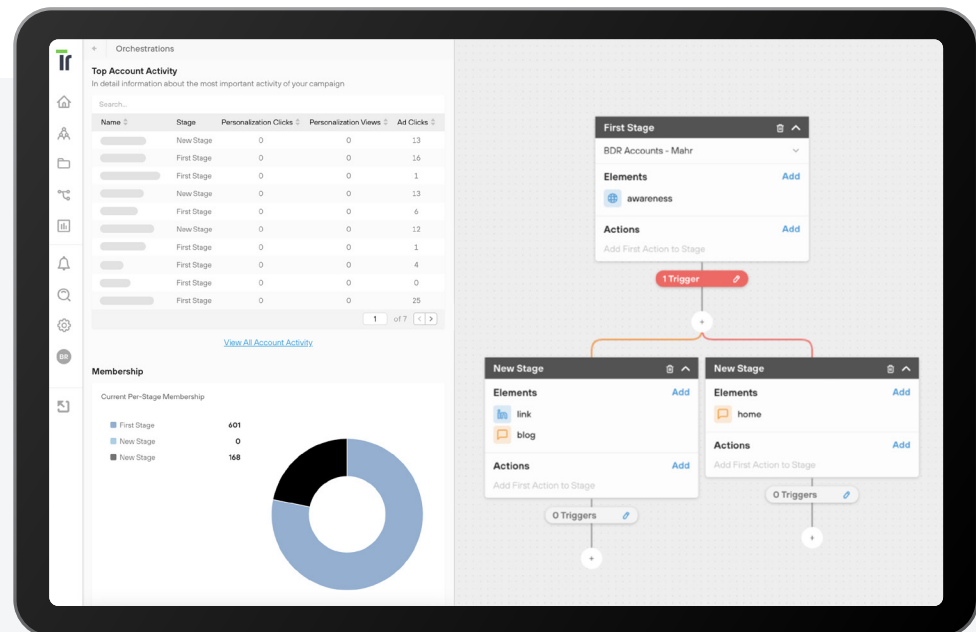 Tr
Orchestrations
Top Account Activity
In detail information about the most important activity of your campaign
Search...
Name Stage Personalization Clicks Personalization Views Ad Clicks
New Stage 0 0 13
First Stage 0 0 16
First Stage 0 0 1
New Stage 0 0 13
First Stage 0 0 6
New Stage 0 0 12
First Stage 0 0 1
First Stage 0 0 4
First Stage 0 0 0
First Stage 0 0 25
1 of 7
View All Account Activity
BR
Membership
Current Per-Stage Membership
First Stage 601
New Stage 0
New Stage 168
First Stage
BDR Accounts - Mahr
Elements Add
awareness
Actions Add
Add First Action to Stage
1 Trigger
New Stage
Elements Add
in link
blog
Actions Add
Add First Action to Stage
0 Triggers
New Stage
Elements Add
home
Actions Add
Add First Action to Stage
0 Triggers